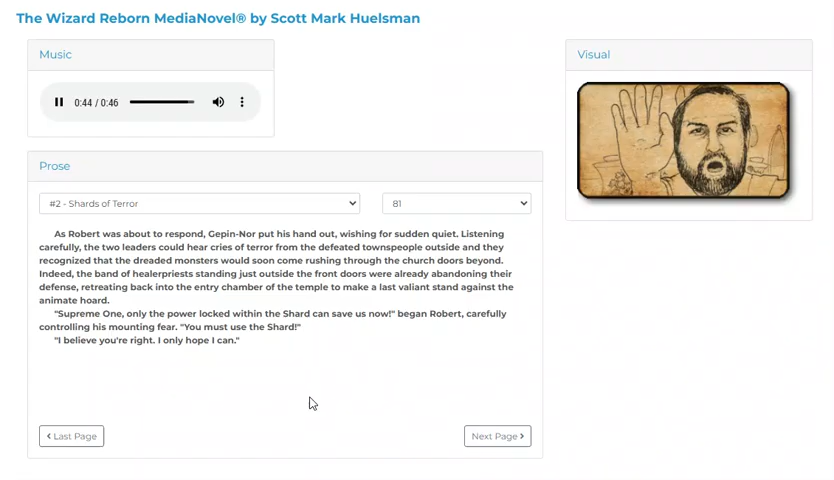 The Wizard Reborn MediaNovel® by Scott Mark Huelsman
Music
0:44 / 0:46
Visual
Prose
#2 - Shards of Terror
81
As Robert was about to respond, Gepin-Nor put his hand out, wishing for sudden quiet. Listening
carefully, the two leaders could hear cries of terror from the defeated townspeople outside and they
recognized that the dreaded monsters would soon come rushing through the church doors beyond.
Indeed, the band of healerpriests standing just outside the front doors were already abandoning their
defense, retreating back into the entry chamber of the temple to make a last valiant stand against the
animate hoard.
"Supreme One, only the power locked within the Shard can save us now!" began Robert, carefully
controlling his mounting fear. "You must use the Shard!"
"I believe you're right. I only hope I can."
Last Page
Next Page